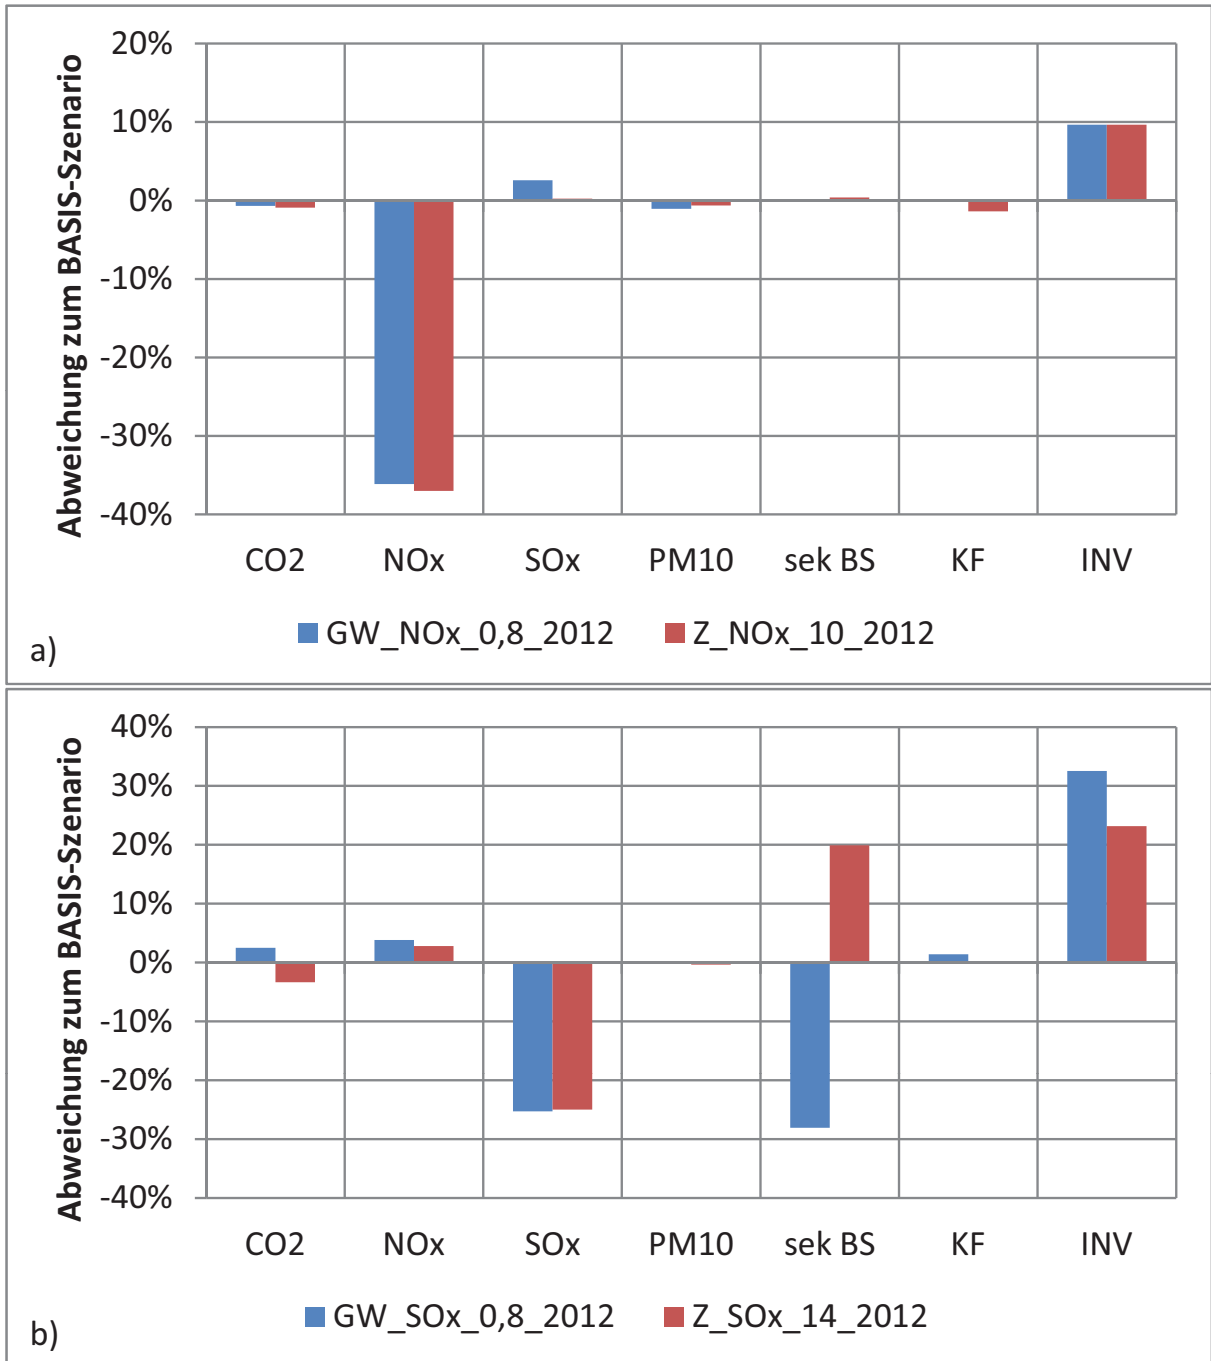 Abweichung zum BASIS-Szenario
20%
10%
0%
-10%
-20%
-30%
-40%
CO2 NOx SOx PM10 sek BS KF INV
GW_NOx_0,8_2012 Z_NOx_10_2012
a)
Abweichung zum BASIS-Szenario
40%
30%
20%
10%
0%
-10%
-20%
-30%
-40%
CO2 NOx SOx PM10 sek BS KF INV
GW_SOx_0,8_2012 Z_SOx_14_2012
b)